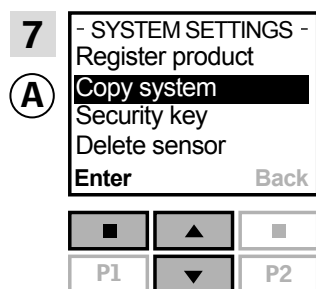 7
A
- SYSTEM SETTINGS -
Register product
Copy system
Security key
Delete sensor
Enter Back
P1 P2